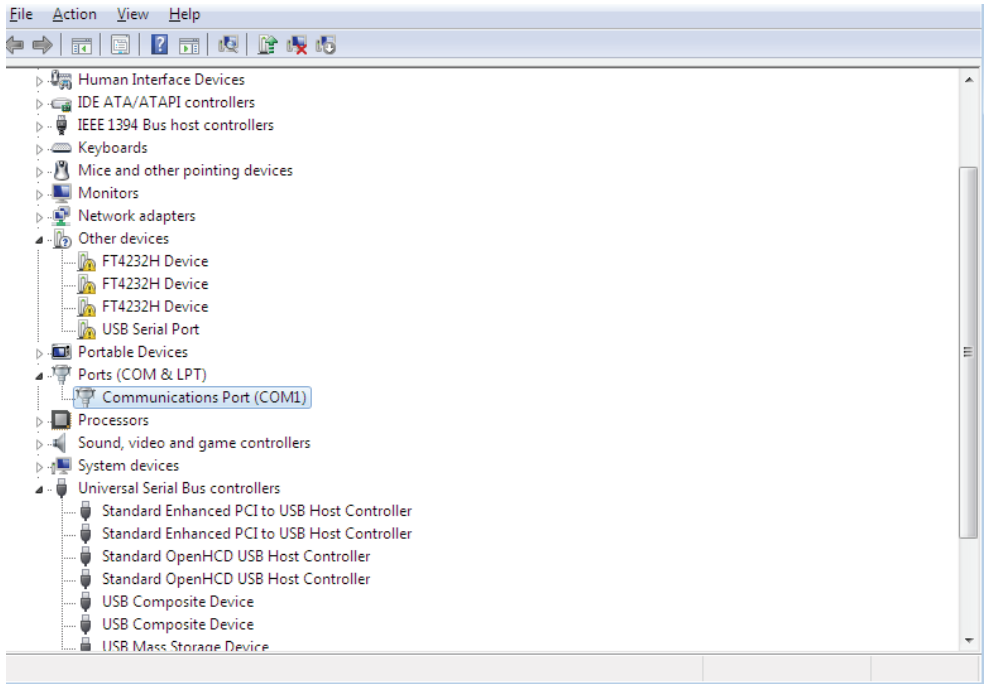 File Action View Help
Human Interface Devices
IDE ATA/ATAPI controllers
IEEE 1394 Bus host controllers
Keyboards
Mice and other pointing devices
Monitors
Network adapters
Other devices
FT4232H Device
FT4232H Device
FT4232H Device
USB Serial Port
Portable Devices
Ports (COM & LPT)
Communications Port (COM1)
Processors
Sound, video and game controllers
System devices
Universal Serial Bus controllers
Standard Enhanced PCI to USB Host Controller
Standard Enhanced PCI to USB Host Controller
Standard OpenHCD USB Host Controller
Standard OpenHCD USB Host Controller
USB Composite Device
USB Composite Device
USB Mass Storage Device